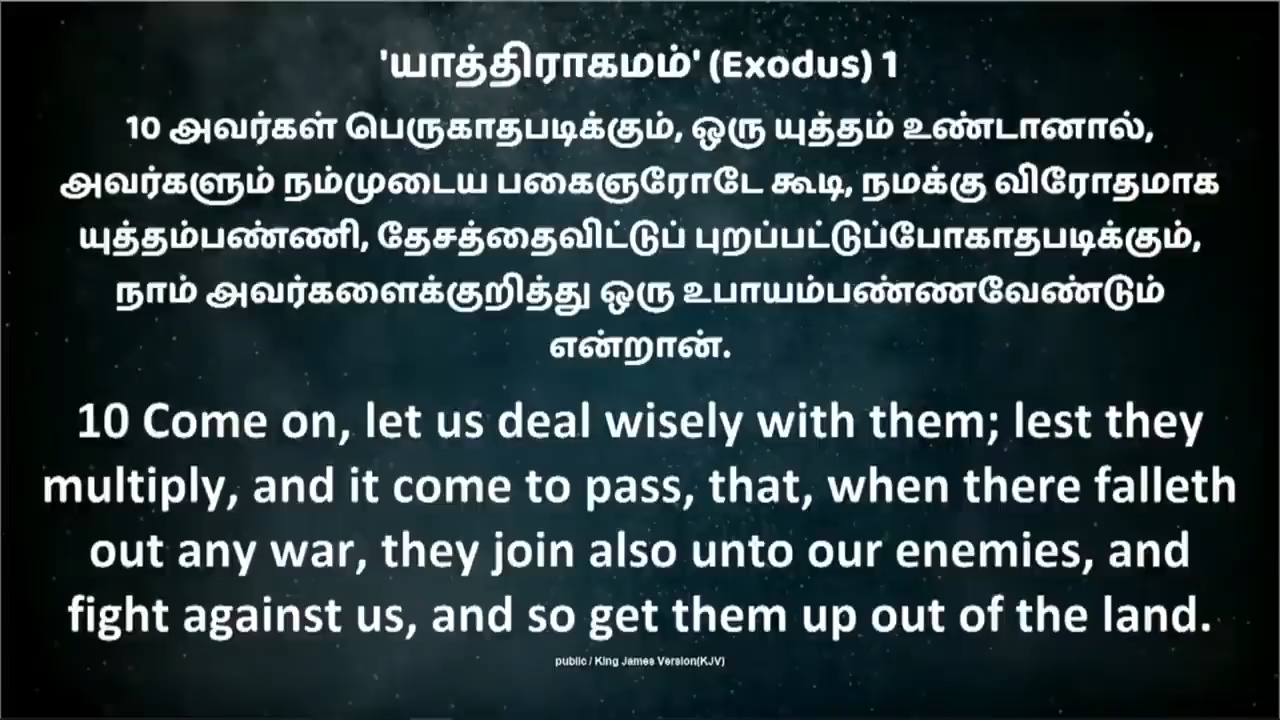 'யாத்திராகமம்' (Exodus) 1
10 அவர்கள் பெருகாதபடிக்கும், ஒரு யுத்தம் உண்டானால்,
அவர்களும் நம்முடைய பகைஞரோடே கூடி, நமக்கு விரோதமாக
யுத்தம்பண்ணி, தேசத்தைவிட்டுப் புறப்பட்டுப்போகாதபடிக்கும்,
நாம் அவர்களைக்குறித்து ஒரு உபாயம்பண்ணவேண்டும்
என்றான்.
10 Come on, let us deal wisely with them; lest they
multiply, and it come to pass, that, when there falleth
out any war, they join also unto our enemies, and
fight against us, and so get them up out of the land.
public / King James Version(KJV)